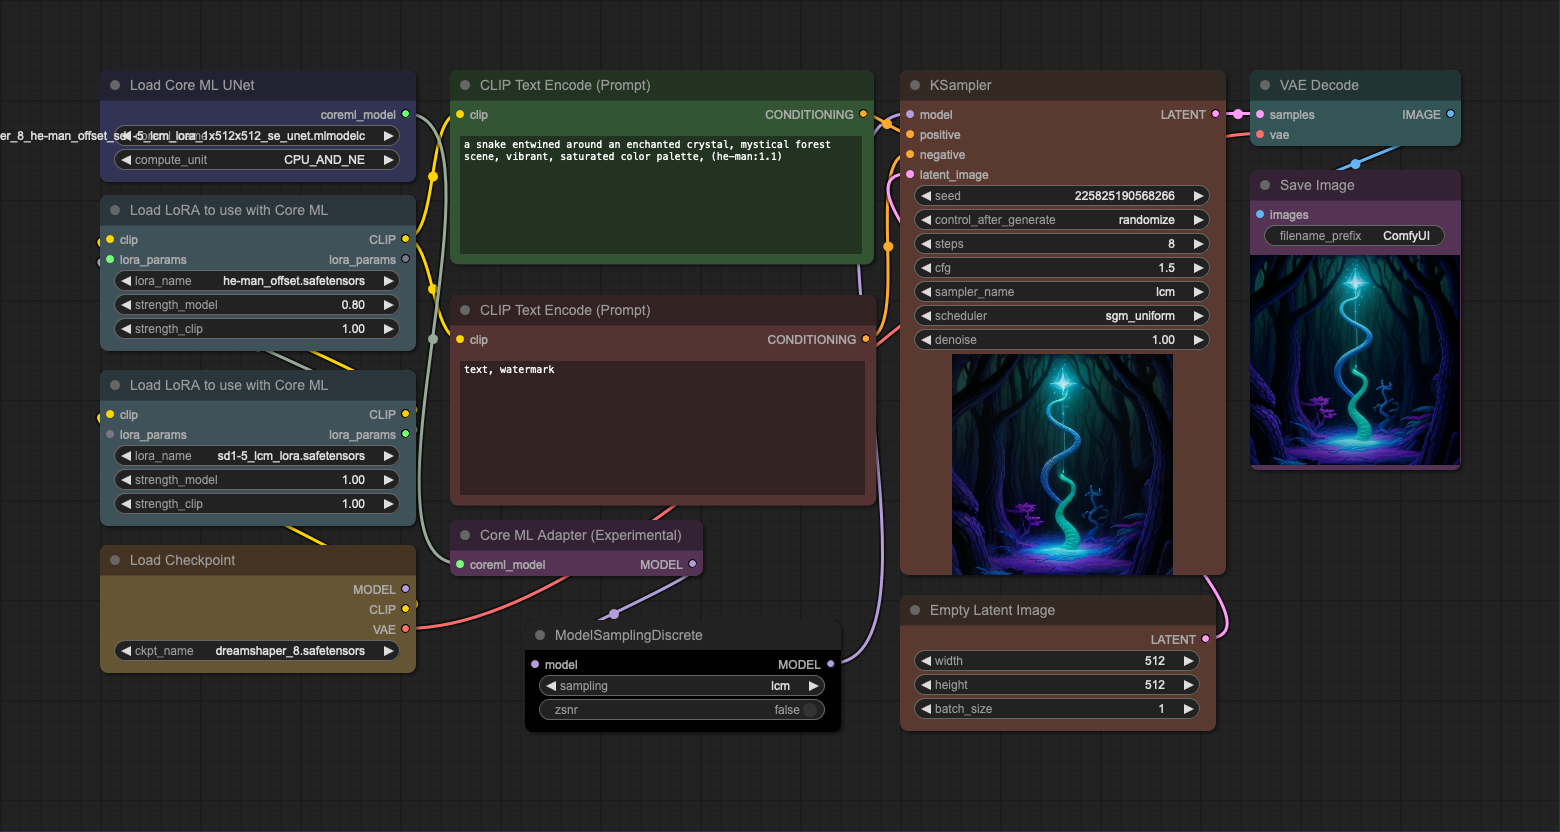 Load Core ML UNet
coreml_model
er_8_he-man_offset_sd1-5_lcm_lora_1x512x512_se_unet.mlmodelc
compute_unit CPU_AND_NE
Load LoRA to use with Core ML
clip CLIP
lora_params lora_params
lora_name he-man_offset.safetensors
strength_model 0.80
strength_clip 1.00
Load LoRA to use with Core ML
clip CLIP
lora_params lora_params
lora_name sd1-5_lcm_lora.safetensors
strength_model 1.00
strength_clip 1.00
Load Checkpoint
MODEL
CLIP
VAE
ckpt_name dreamshaper_8.safetensors
CLIP Text Encode (Prompt)
clip CONDITIONING
a snake entwined around an enchanted crystal, mystical forest
scene, vibrant, saturated color palette, (he-man:1.1)
CLIP Text Encode (Prompt)
clip CONDITIONING
text, watermark
Core ML Adapter (Experimental)
coreml_model MODEL
ModelSamplingDiscrete
model MODEL
sampling lcm
zsnr false
KSampler
model LATENT
positive
negative
latent_image
seed 225825190568266
control_after_generate randomize
steps 8
cfg 1.5
sampler_name lcm
scheduler sgm_uniform
denoise 1.00
Empty Latent Image
LATENT
width 512
height 512
batch_size 1
VAE Decode
samples IMAGE
vae
Save Image
images
filename_prefix ComfyUI